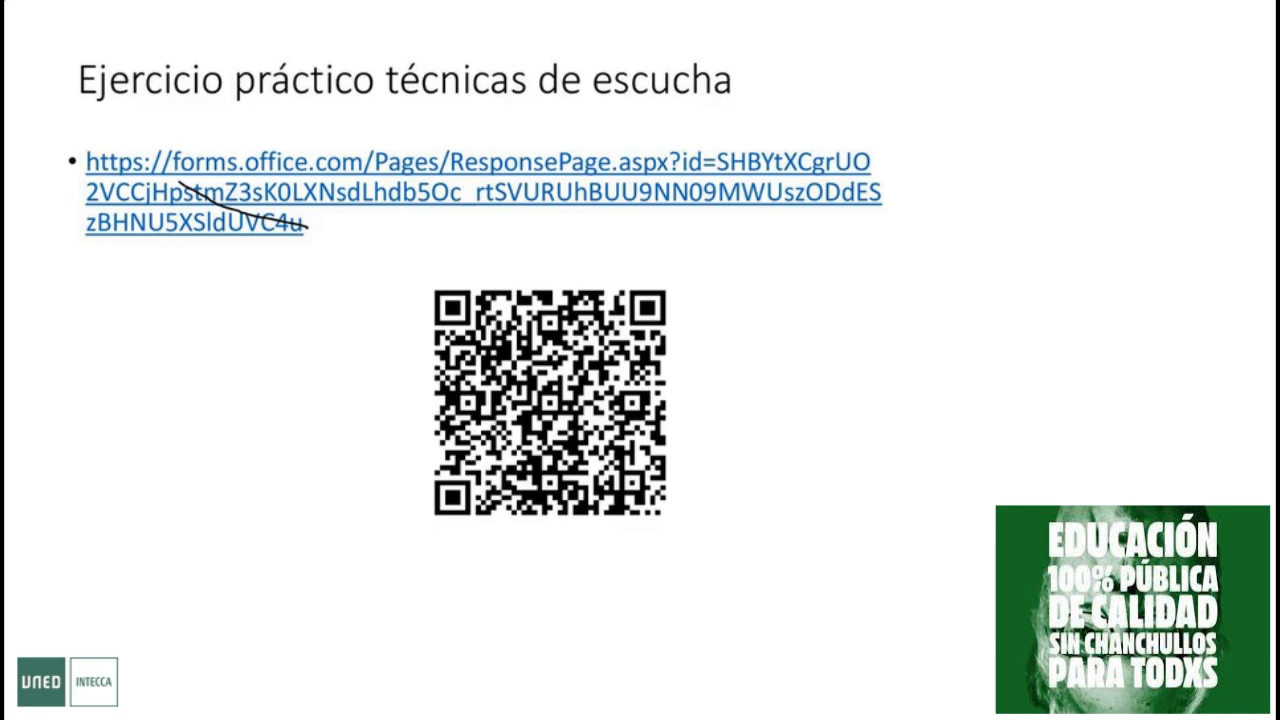 Ejercicio práctico técnicas de escucha
• https://forms.office.com/Pages/ResponsePage.aspx?id=SHBYtXCgrUO
2VCCjHpstmZ3sK0LXNsdLhdb5Oc_rtSVURUhBUU9NN09MWUszODdES
zBHNU5XSldUVC4u
EDUCACIÓN
100% PÚBLICA
DE CALIDAD
SIN CHANCHULLOS
PARA TODXS
UNED INTECCA